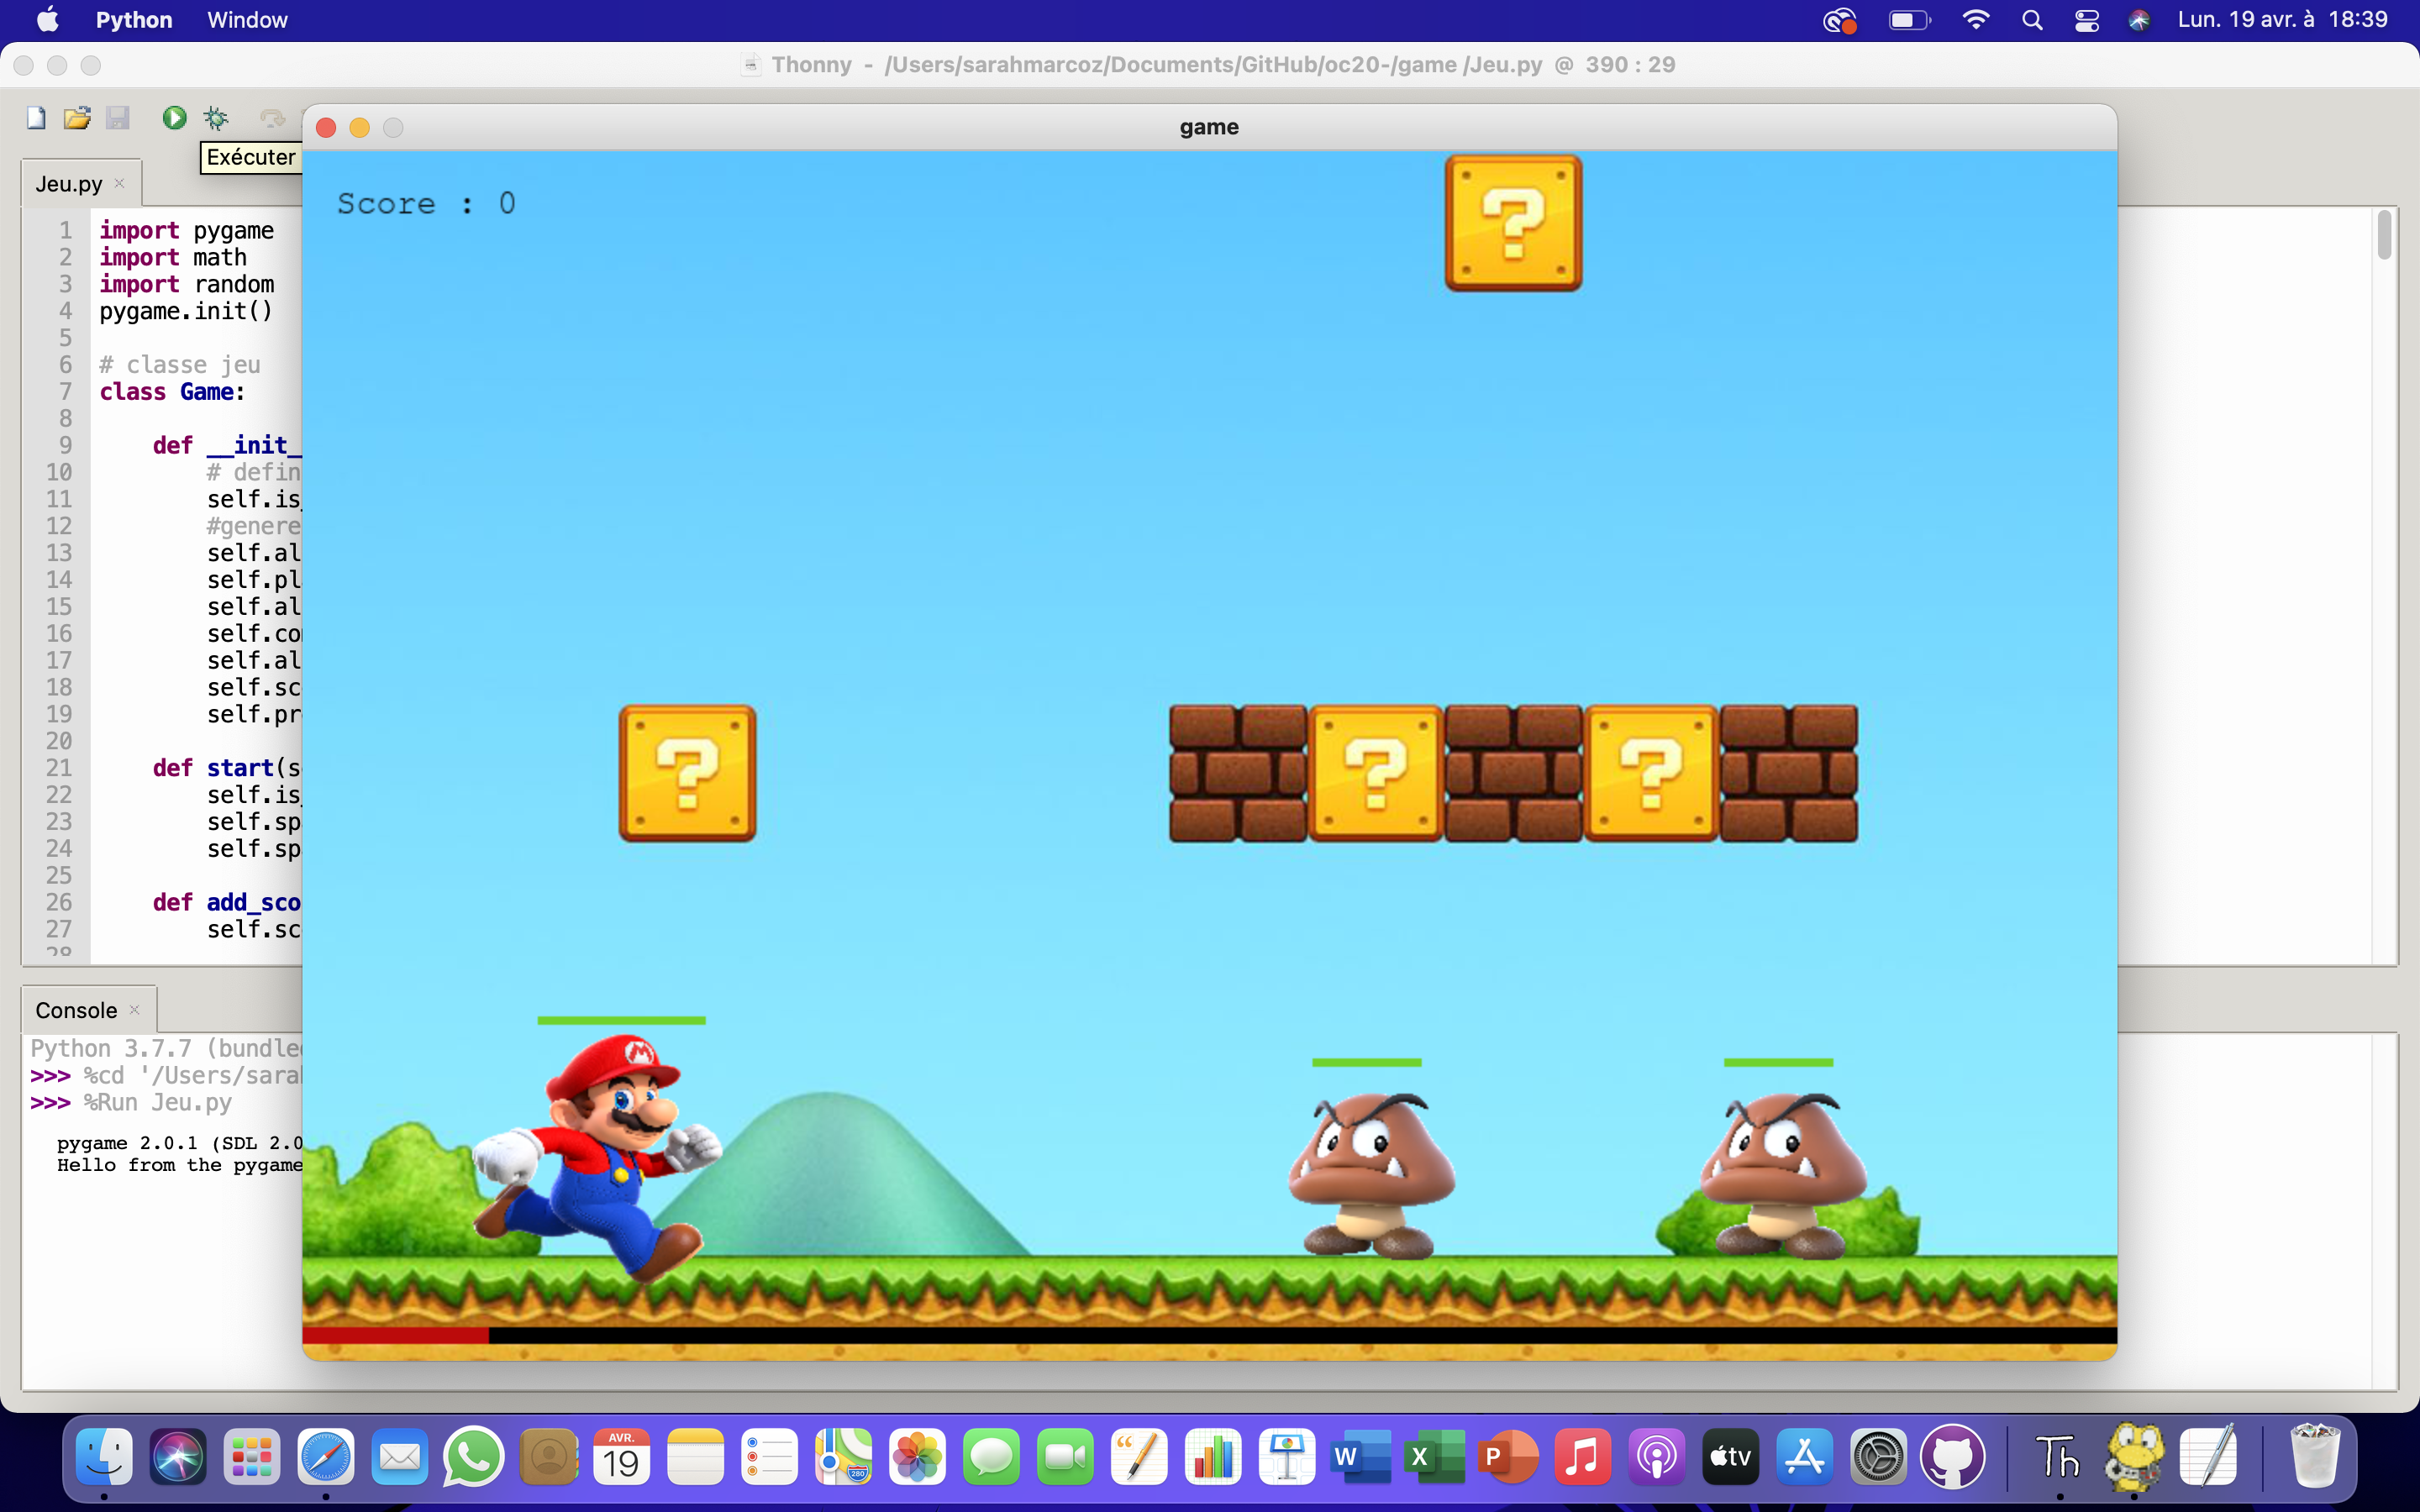 Python Window Lun. 19 avr. à 18:39
Thonny - /Users/sarahmarcoz/Documents/GitHub/oc20-/game /Jeu.py @ 390 : 29
game
Exécuter
Jeu.py
Score : 0
1 import pygame
2 import math
3 import random
4 pygame.init()
5
6 # classe jeu
7 class Game:
8
9 def __init_
10 # defin
11 self.is_
12 #genere
13 self.al
14 self.pl
15 self.al
16 self.co
17 self.al
18 self.sc
19 self.pr
20
21 def start(s
22 self.is_
23 self.sp
24 self.sp
25
26 def add_sco
27 self.sc
28
? 
? ?
M
Console
Python 3.7.7 (bundle
>>> %cd '/Users/sara
>>> %Run Jeu.py
pygame 2.0.1 (SDL 2.0
Hello from the pygame
AVR.
19
280
W
X
P
tv
Th